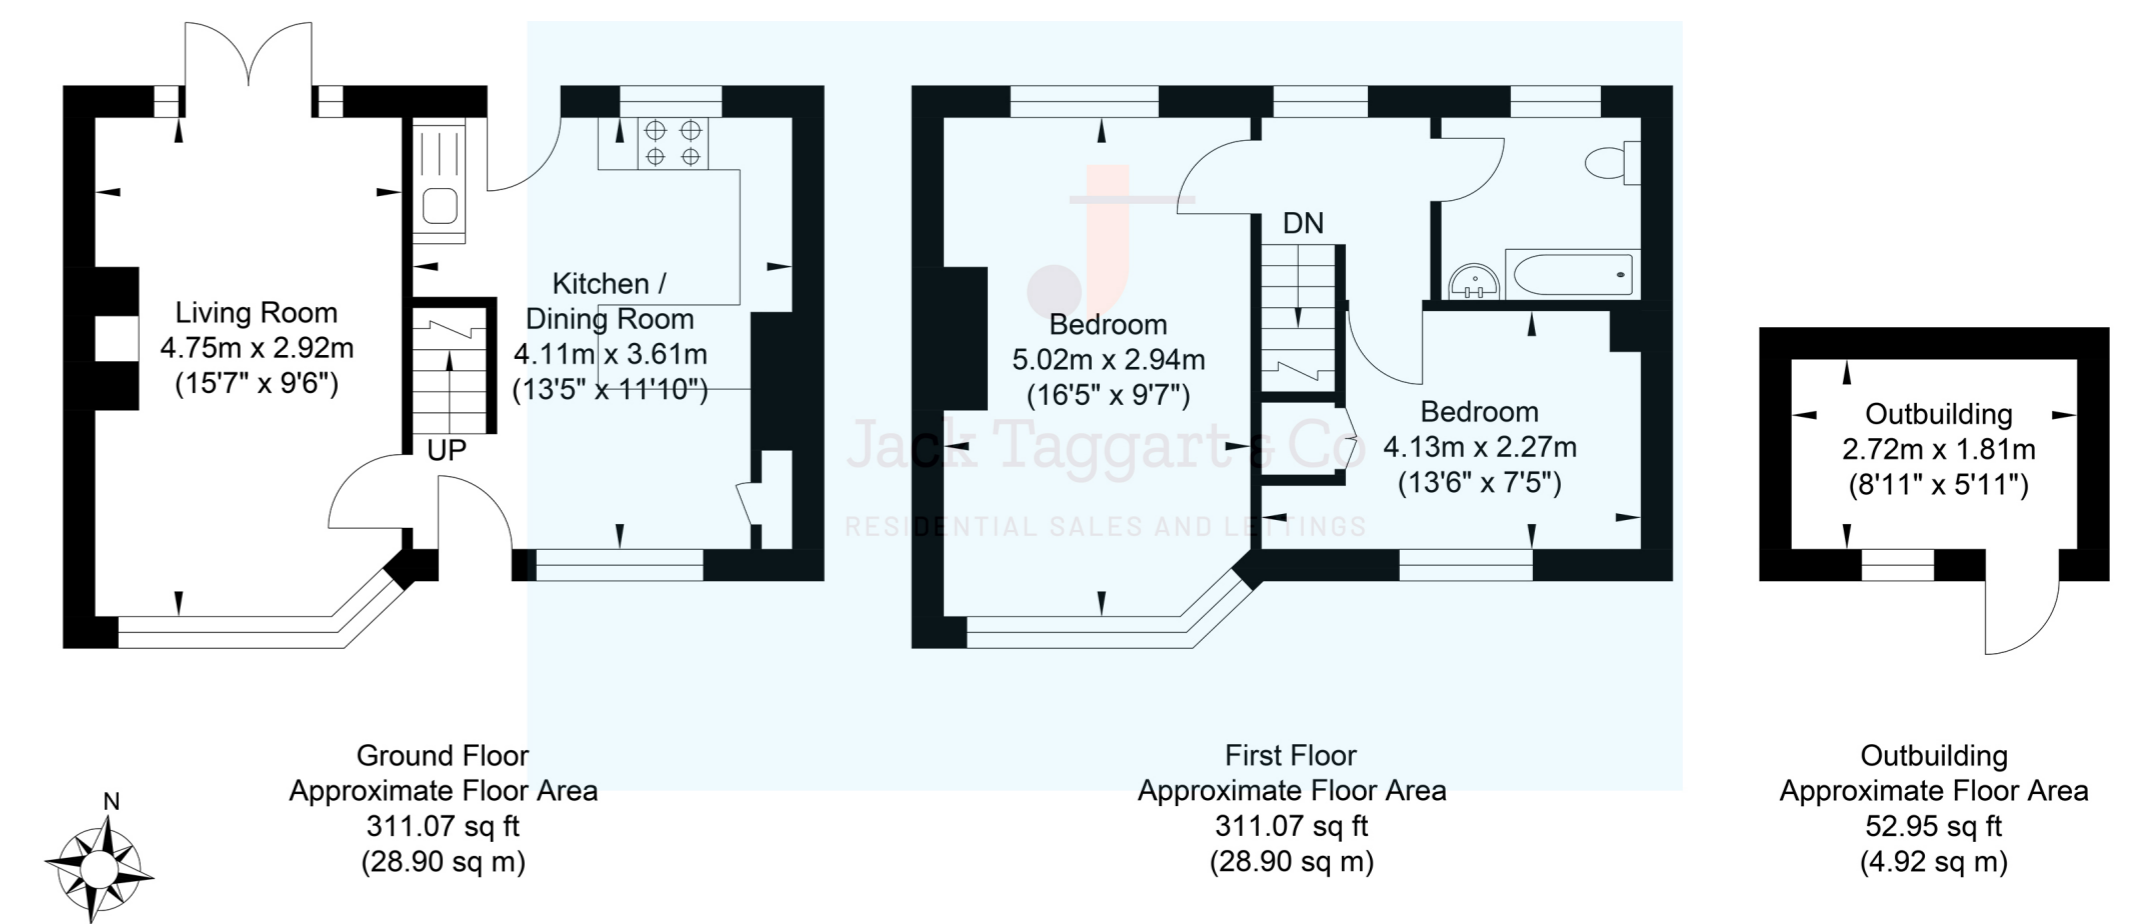 Living Room
4.75m x 2.92m
(15'7" x 9'6")
UP
Kitchen /
Dining Room
4.11m x 3.61m
(13'5" x 11'10")
Bedroom
5.02m x 2.94m
(16'5" x 9'7")
DN
Bedroom
4.13m x 2.27m
(13'6" x 7'5")
Jack Taggart & Co
RESIDENTIAL SALES AND LETTINGS
Outbuilding
2.72m x 1.81m
(8'11" x 5'11")
Ground Floor
Approximate Floor Area
311.07 sq ft
(28.90 sq m)
First Floor
Approximate Floor Area
311.07 sq ft
(28.90 sq m)
Outbuilding
Approximate Floor Area
52.95 sq ft
(4.92 sq m)
N